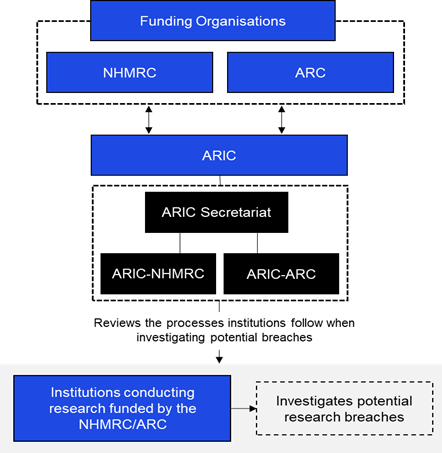 Funding Organisations
NHMRC
ARC
ARIC
ARIC Secretariat
ARIC-NHMRC
ARIC-ARC
Reviews the processes institutions follow when
investigating potential breaches
Institutions conducting
research funded by the
NHMRC/ARC
Investigates potential
research breaches